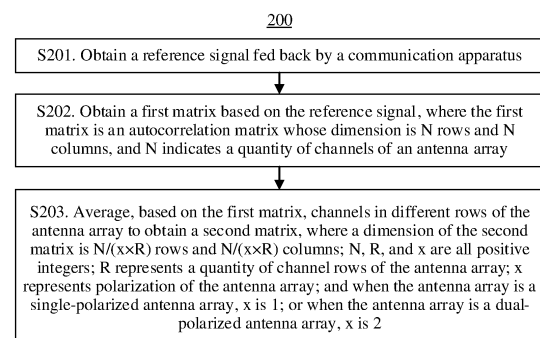 200
S201. Obtain a reference signal fed back by a communication apparatus
S202. Obtain a first matrix based on the reference signal, where the first
matrix is an autocorrelation matrix whose dimension is N rows and N
columns, and N indicates a quantity of channels of an antenna array
S203. Average, based on the first matrix, channels in different rows of the
antenna array to obtain a second matrix, where a dimension of the second
matrix is N/(x×R) rows and N/(x×R) columns; N, R, and x are all positive
integers; R represents a quantity of channel rows of the antenna array; x
represents polarization of the antenna array; and when the antenna array is a
single-polarized antenna array, x is 1; or when the antenna array is a dual-
polarized antenna array, x is 2